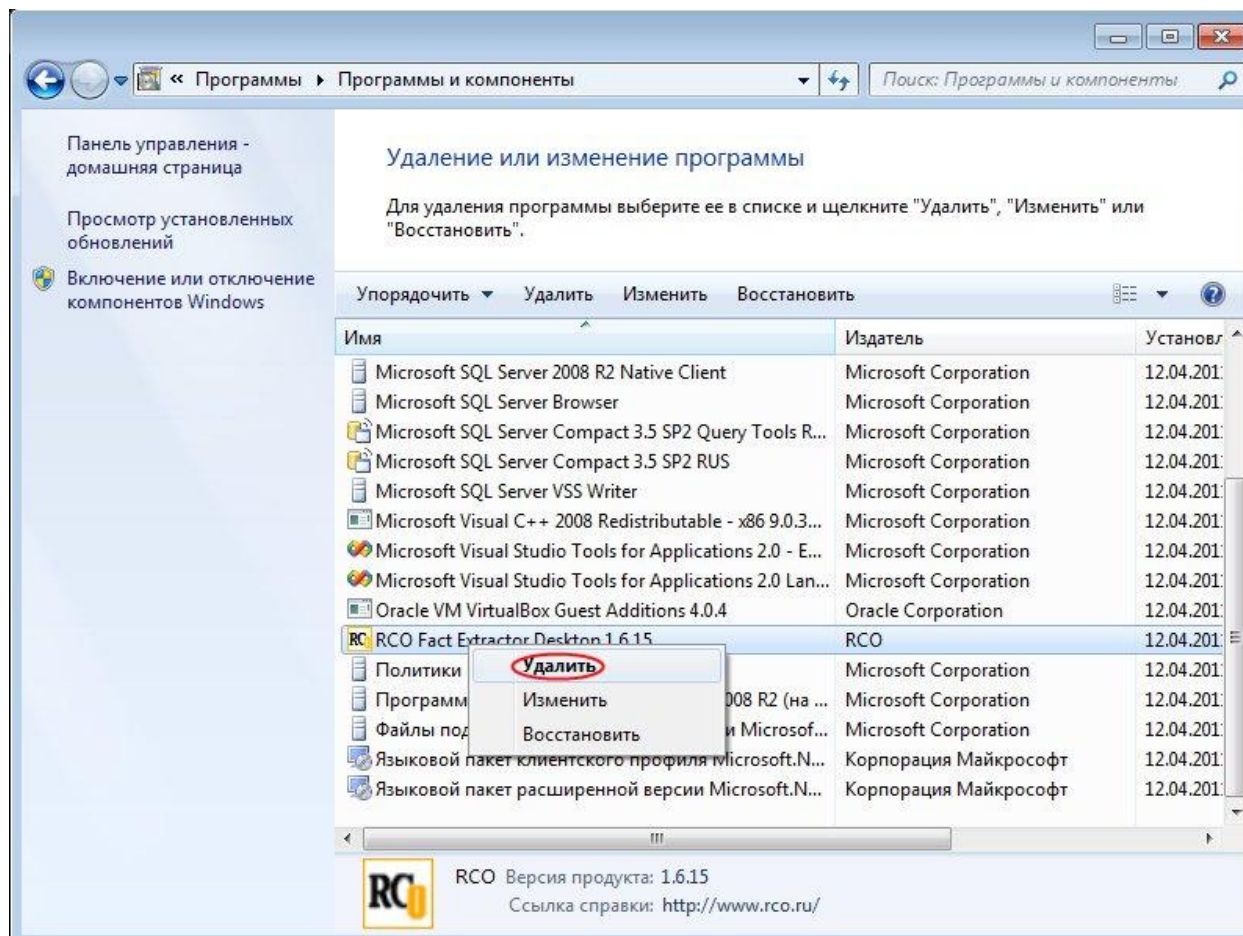 « Программы ▸ Программы и компоненты
Поиск: Программы и компоненты
Панель управления -
домашняя страница
Просмотр установленных
обновлений
Включение или отключение
компонентов Windows
Удаление или изменение программы
Для удаления программы выберите ее в списке и щелкните "Удалить", "Изменить" или
"Восстановить".
Упорядочить Удалить Изменить Восстановить
Имя Издатель Установл
Microsoft SQL Server 2008 R2 Native Client Microsoft Corporation 12.04.201
Microsoft SQL Server Browser Microsoft Corporation 12.04.201
Microsoft SQL Server Compact 3.5 SP2 Query Tools R... Microsoft Corporation 12.04.201
Microsoft SQL Server Compact 3.5 SP2 RUS Microsoft Corporation 12.04.201
Microsoft SQL Server VSS Writer Microsoft Corporation 12.04.201
Microsoft Visual C++ 2008 Redistributable - x86 9.0.3... Microsoft Corporation 12.04.201
Microsoft Visual Studio Tools for Applications 2.0 - E... Microsoft Corporation 12.04.201
Microsoft Visual Studio Tools for Applications 2.0 Lan... Microsoft Corporation 12.04.201
Oracle VM VirtualBox Guest Additions 4.0.4 Oracle Corporation 12.04.201
RCO Fact Extractor Desktop 1.6.15 RCO 12.04.201
Политики Microsoft Corporation 12.04.201
Программ 008 R2 (на ... Microsoft Corporation 12.04.201
Файлы под и Microsof... Microsoft Corporation 12.04.201
Языковой пакет клиентского профиля Microsoft.N... Корпорация Майкрософт 12.04.201
Языковой пакет расширенной версии Microsoft.N... Корпорация Майкрософт 12.04.201
Удалить
Изменить
Восстановить
RCO
RCO Версия продукта: 1.6.15
Ссылка справки: http://www.rco.ru/